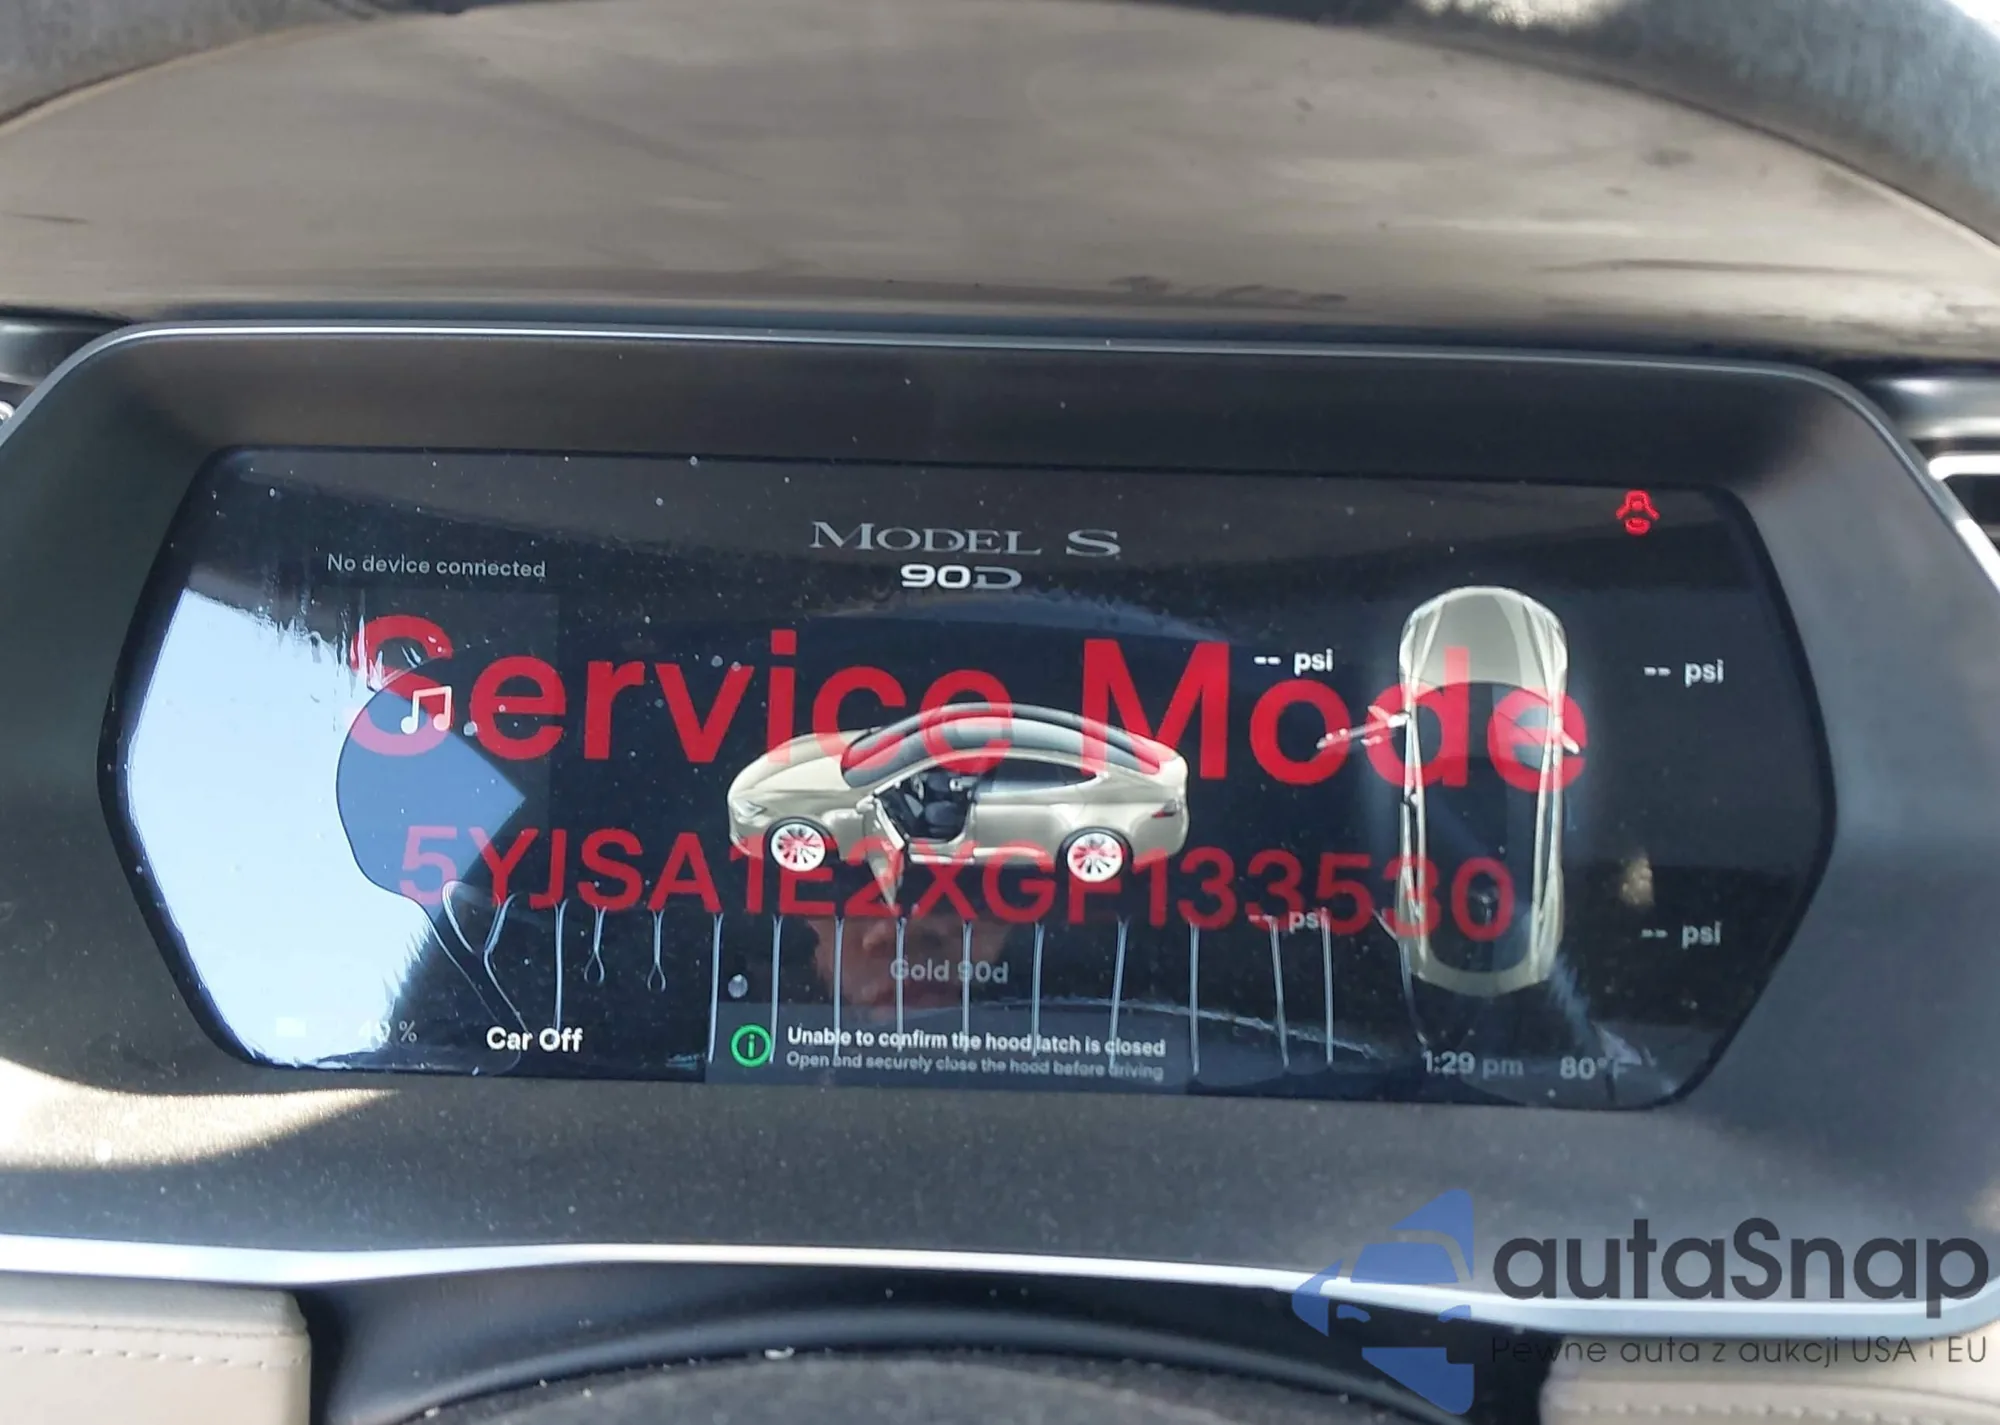 MODEL S
90D
No device connected
Service Mode
-- psi
-- psi
5YJSA1E2XGF133530
-- psi
-- psi
Gold 90d
%
Car Off
Unable to confirm the hood latch is closed
Open and securely close the hood before driving
1:29 pm
80°F
autaSnap
Pewne auta z aukcji USA i EU